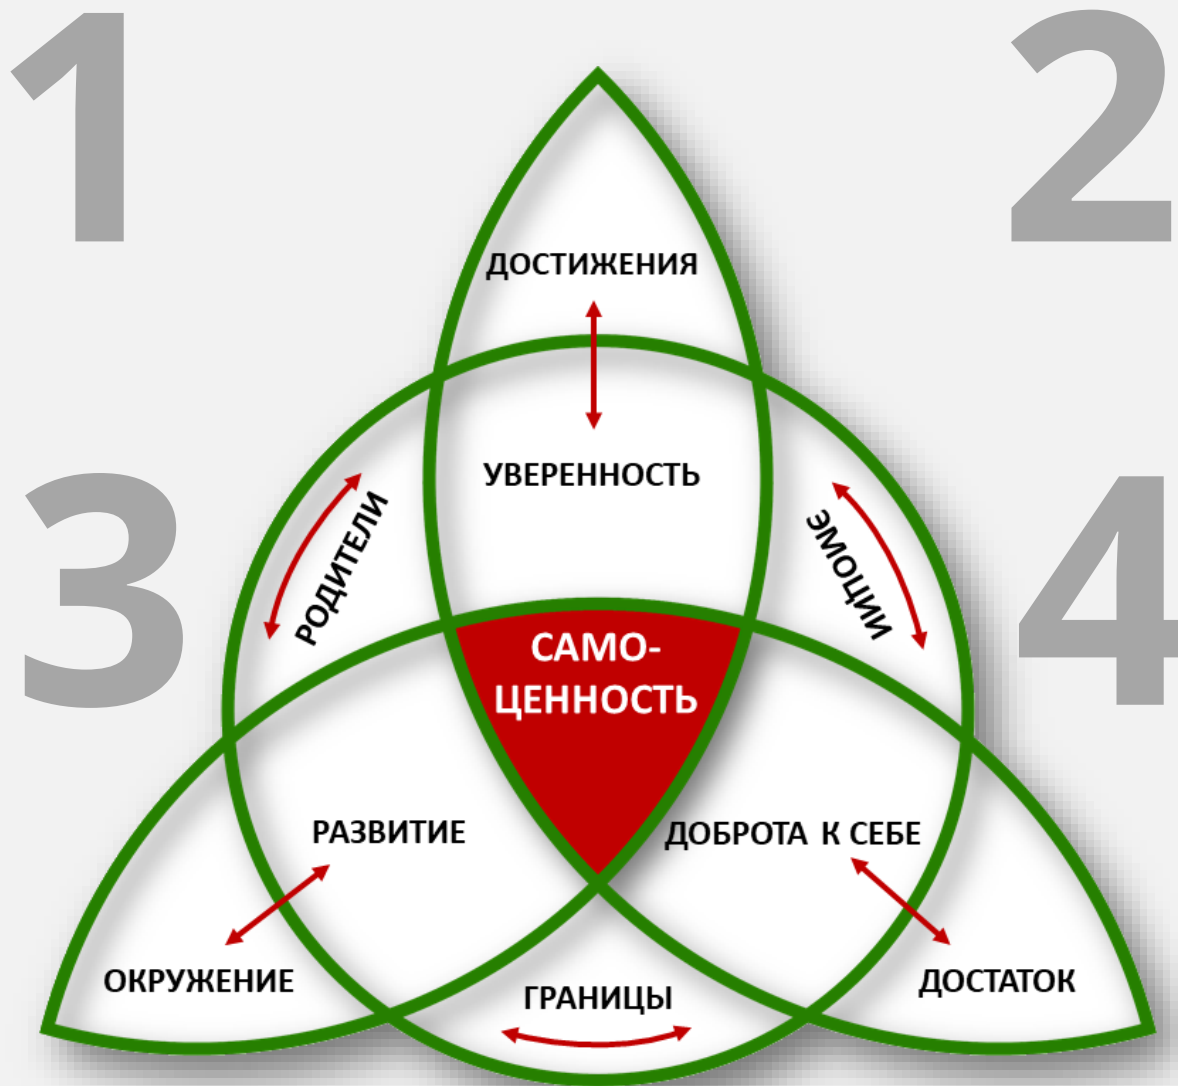 1
2
ДОСТИЖЕНИЯ
УВЕРЕННОСТЬ
3
РОДИТЕЛИ
ЭМОЦИИ
4
САМО-
ЦЕННОСТЬ
РАЗВИТИЕ
ДОБРОТА К СЕБЕ
ОКРУЖЕНИЕ
ГРАНИЦЫ
ДОСТАТОК